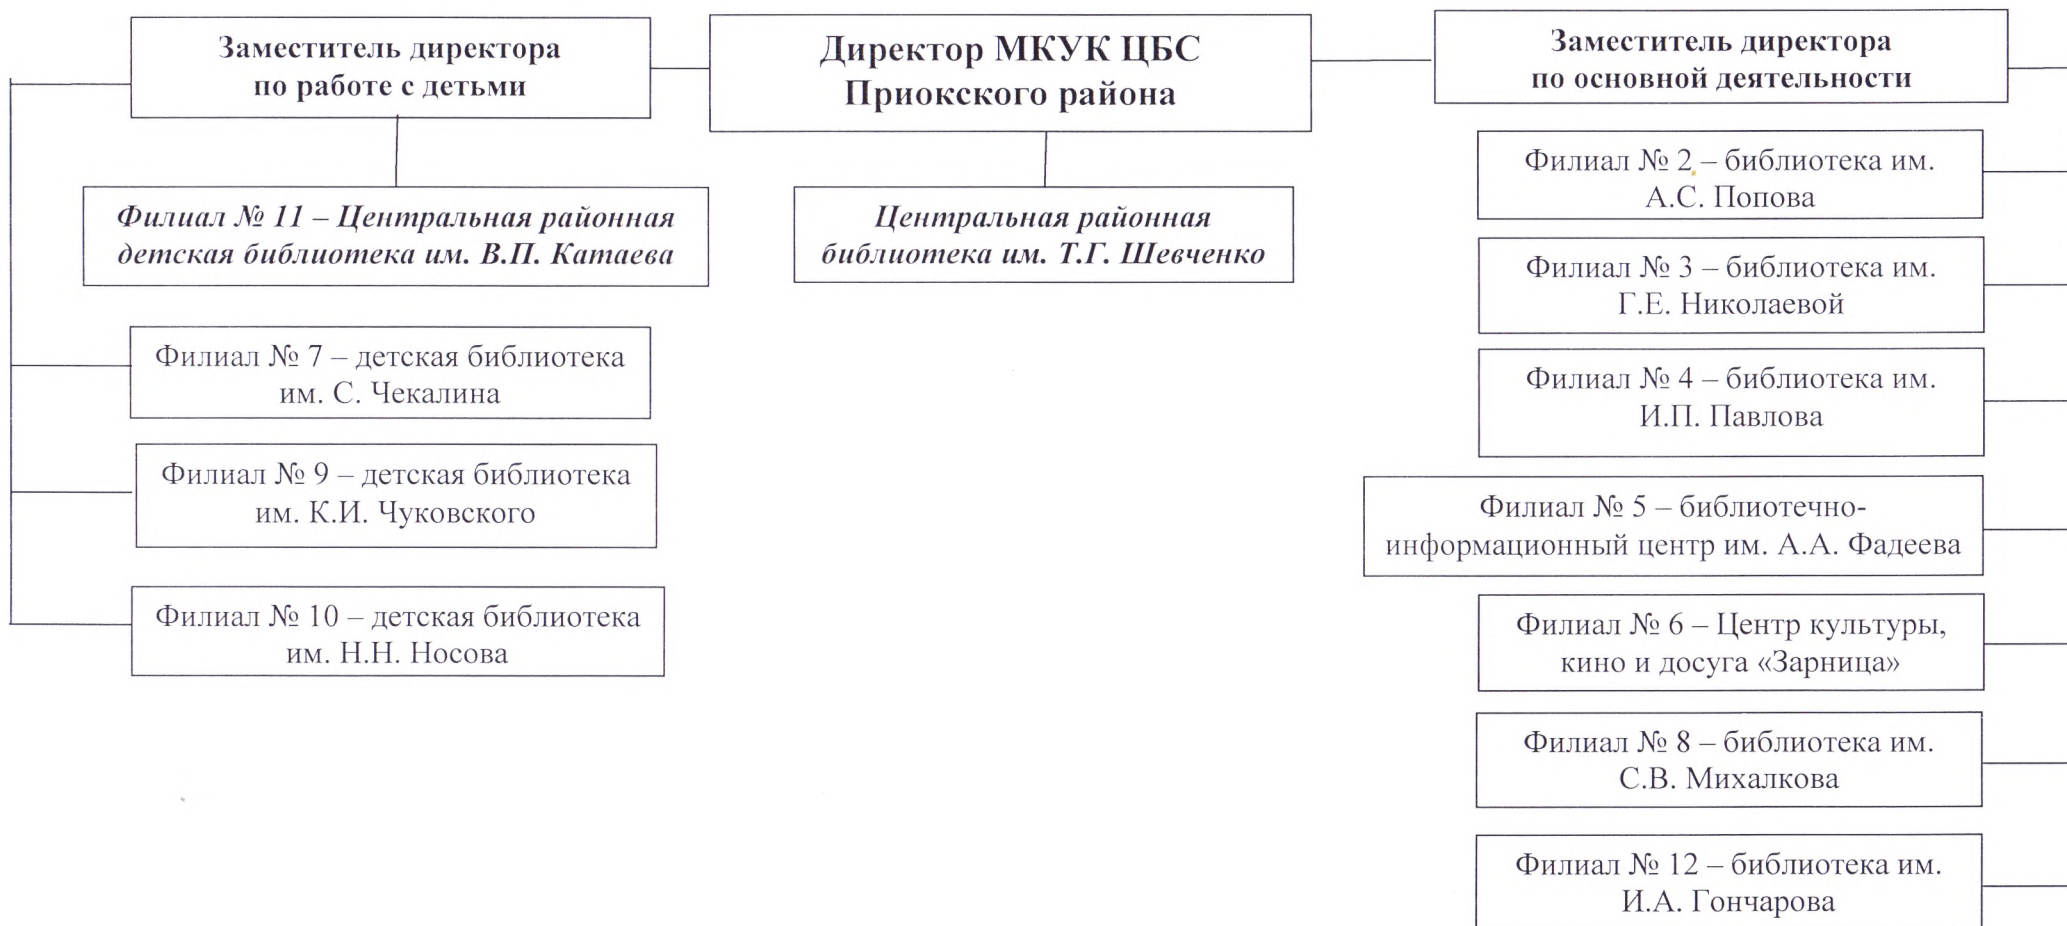 Заместитель директора
по работе с детьми
Директор МКУК ЦБС
Приокского района
Заместитель директора
по основной деятельности
Филиал № 11 – Центральная районная
детская библиотека им. В.П. Катаева
Центральная районная
библиотека им. Т.Г. Шевченко
Филиал № 7 – детская библиотека
им. С. Чекалина
Филиал № 9 – детская библиотека
им. К.И. Чуковского
Филиал № 10 – детская библиотека
им. Н.Н. Носова
Филиал № 2 – библиотека им.
А.С. Попова
Филиал № 3 – библиотека им.
Г.Е. Николаевой
Филиал № 4 – библиотека им.
И.П. Павлова
Филиал № 5 – библиотечно-
информационный центр им. А.А. Фадеева
Филиал № 6 – Центр культуры,
кино и досуга «Зарница»
Филиал № 8 – библиотека им.
С.В. Михалкова
Филиал № 12 – библиотека им.
И.А. Гончарова